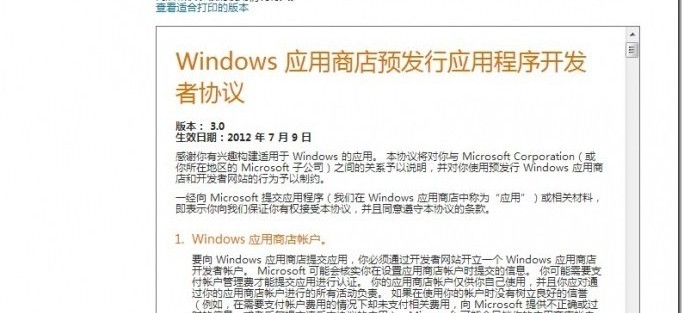 查看适合打印的版本
Windows 应用商店预发行应用程序开发
者协议
版本： 3.0
生效日期：2012 年 7 月 9 日
感谢你有兴趣构建适用于 Windows 的应用。 本协议将对你与 Microsoft Corporation（或
你所在地区的 Microsoft 子公司）之间的关系予以说明，并对你使用预发行 Windows 应用商
店和开发者网站的行为予以制约。
一经向 Microsoft 提交应用程序（我们在 Windows 应用商店中称为“应用”）或相关材料，
即表示你向我们保证你有权接受本协议，并且同意遵守本协议的条款。
1. Windows 应用商店帐户。
要向 Windows 应用商店提交应用，你必须通过开发者网站开立一个 Windows 应用商店
开发者帐户。 Microsoft 可能会核实你在设置应用商店帐户时提交的信息。 你可能需要支
付帐户管理费才能提交应用进行认证。 你的应用商店帐户仅供你自己使用，并且你应对通
过你的应用商店帐户进行的所有活动负责。 如果在使用你的帐户时没有树立良好的信誉
（例如，在需要支付帐户费用的情况下却未支付相关费用，向 Microsoft 提供不正确或过